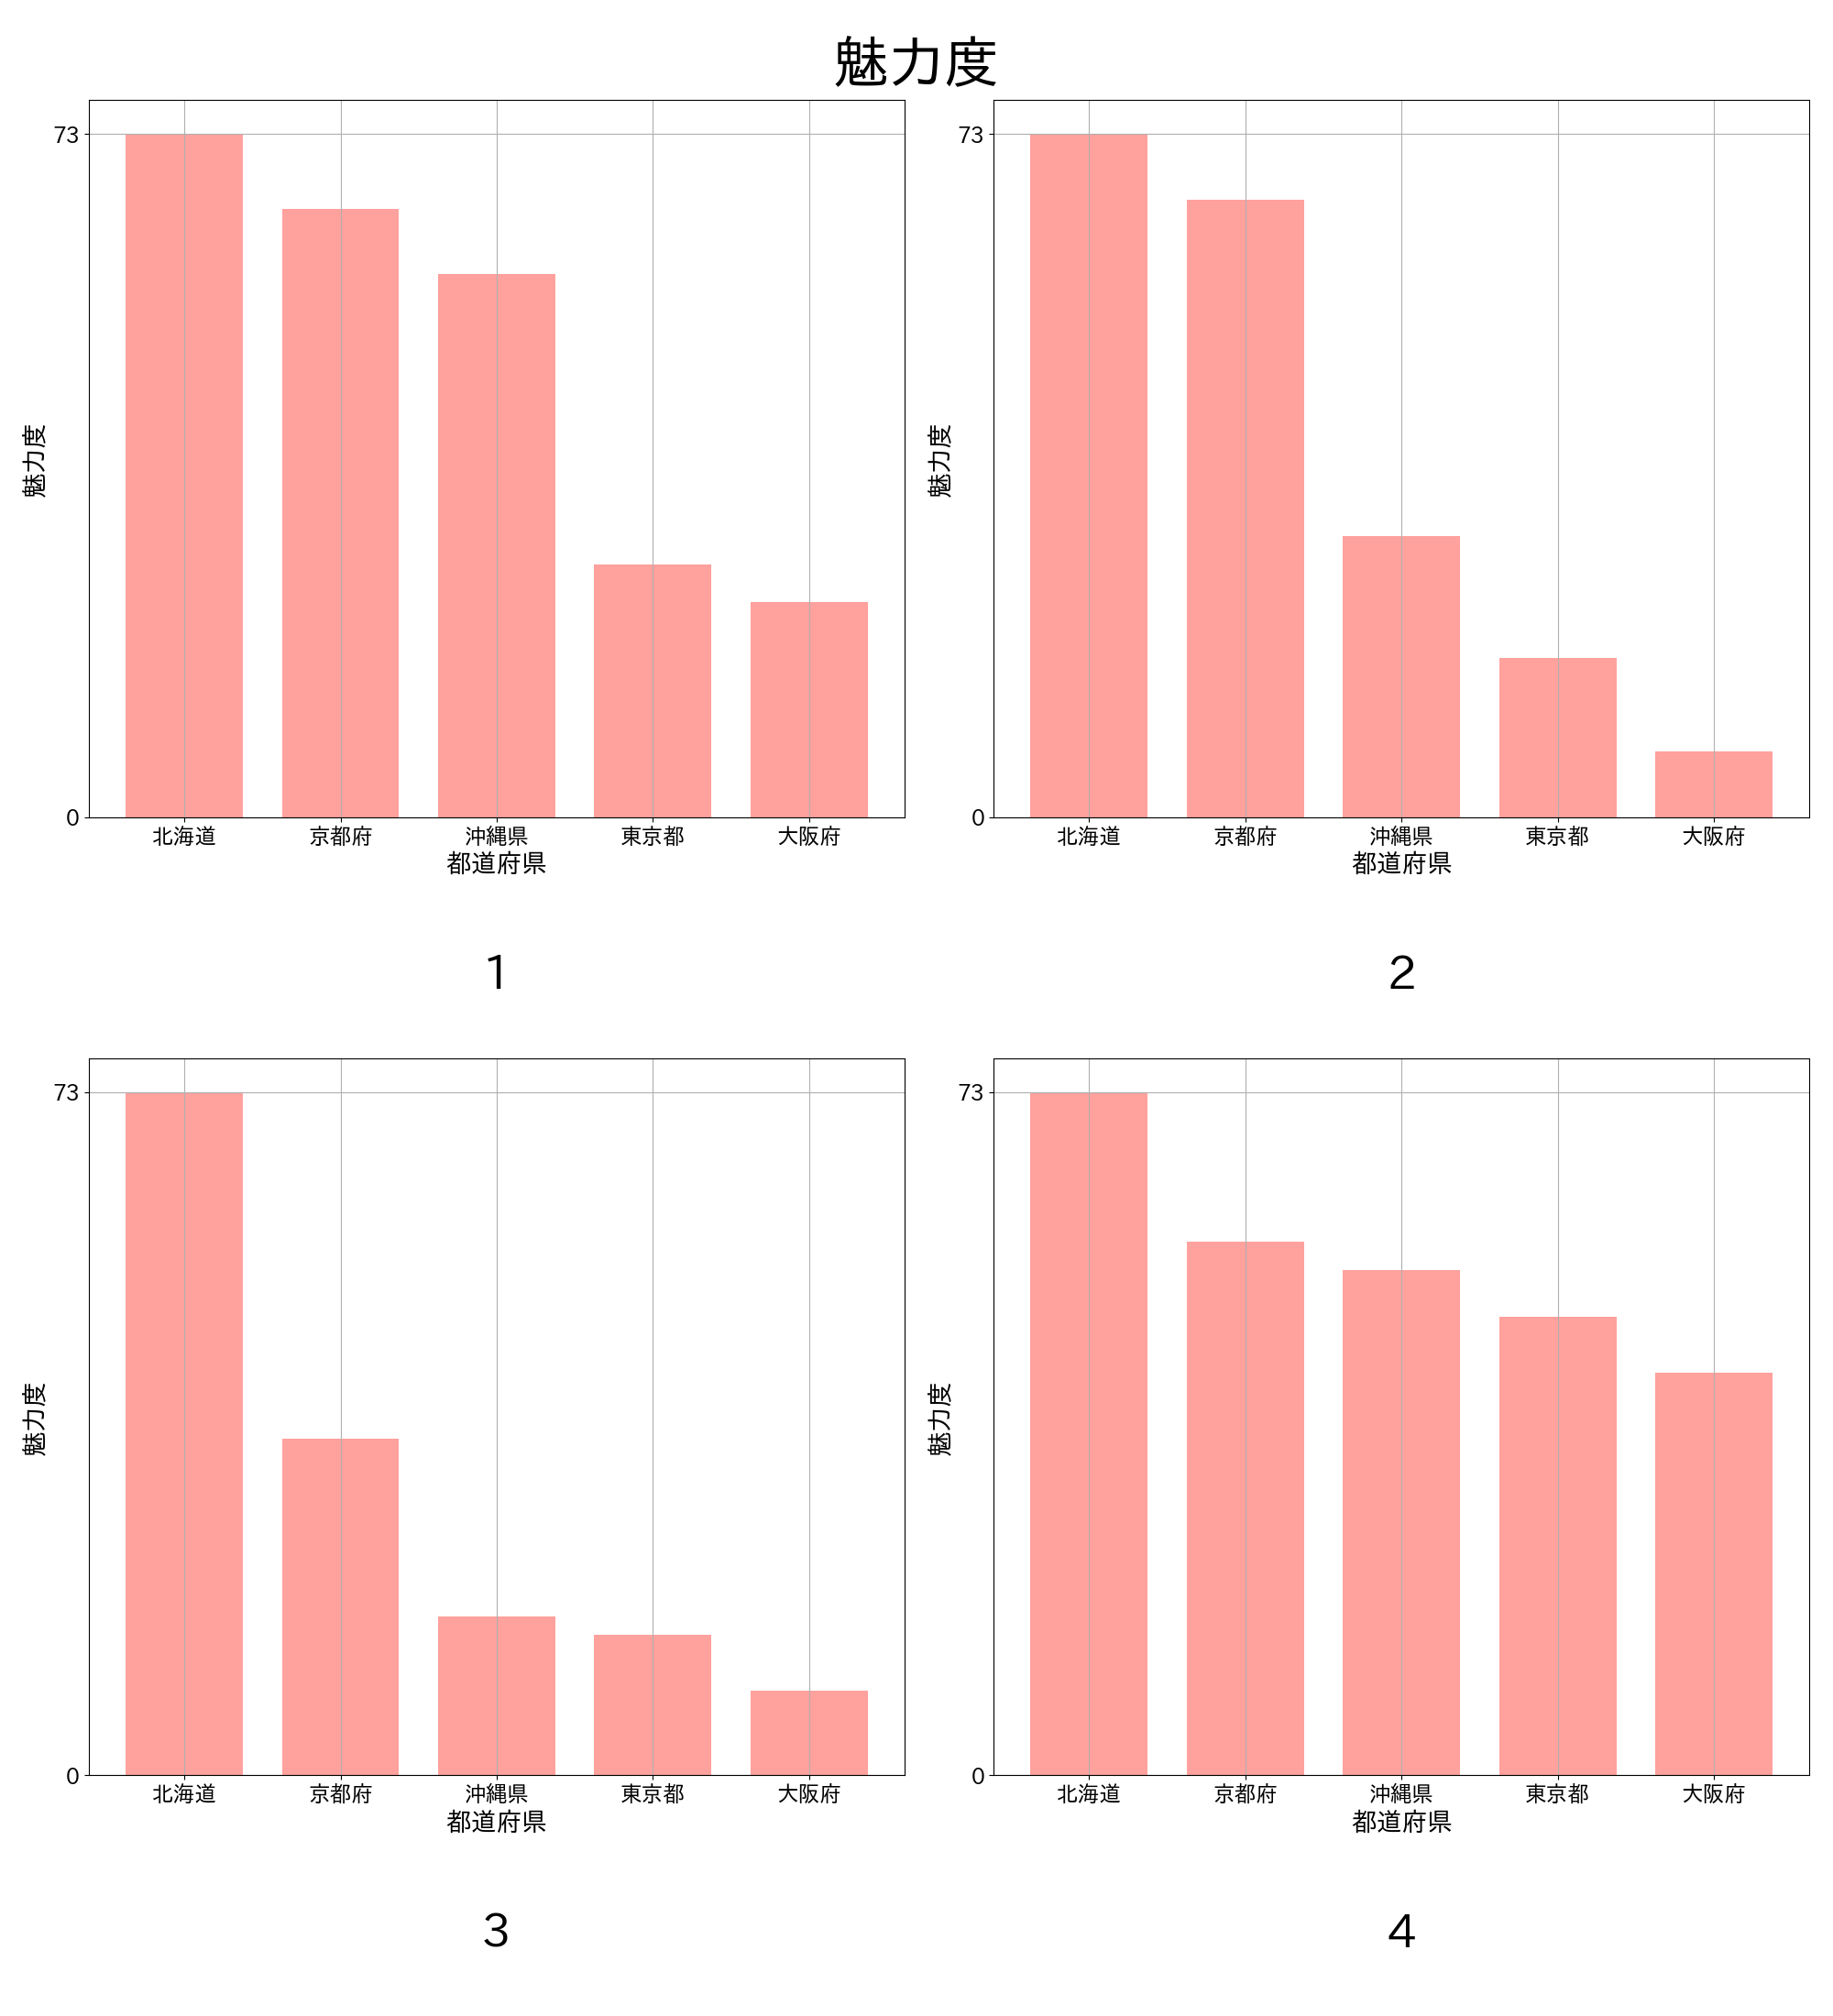 魅力度
73
0
魅力度
北海道 京都府 沖縄県 東京都 大阪府
都道府県
1
73
0
魅力度
北海道 京都府 沖縄県 東京都 大阪府
都道府県
2
73
0
魅力度
北海道 京都府 沖縄県 東京都 大阪府
都道府県
3
73
0
魅力度
北海道 京都府 沖縄県 東京都 大阪府
都道府県
4